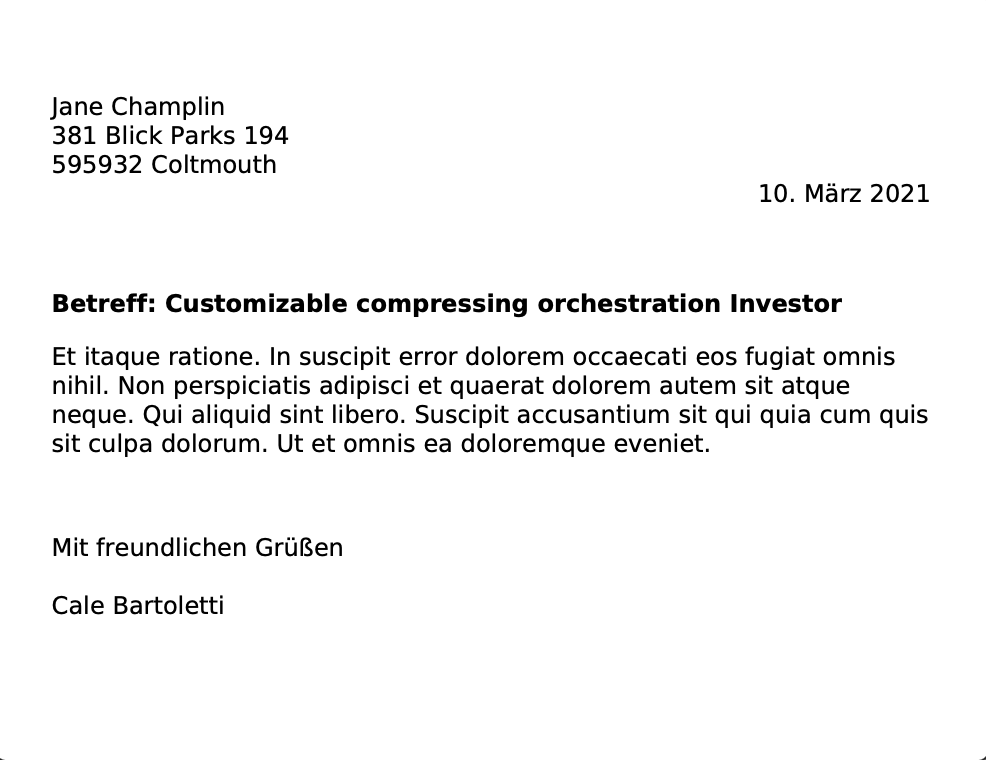 Jane Champlin
381 Blick Parks 194
595932 Coltmouth
10. März 2021
Betreff: Customizable compressing orchestration Investor
Et itaque ratione. In suscipit error dolorem occaecati eos fugiat omnis
nihil. Non perspiciatis adipisci et quaerat dolorem autem sit atque
neque. Qui aliquid sint libero. Suscipit accusantium sit qui quia cum quis
sit culpa dolorum. Ut et omnis ea doloremque eveniet.
Mit freundlichen Grüßen
Cale Bartoletti